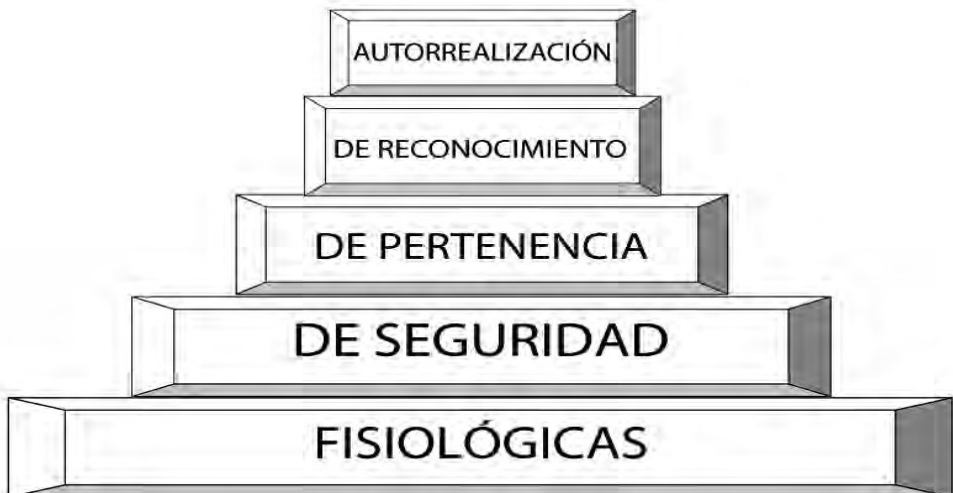 AUTORREALIZACIÓN
DE RECONOCIMIENTO
DE PERTENENCIA
DE SEGURIDAD
FISIOLÓGICAS